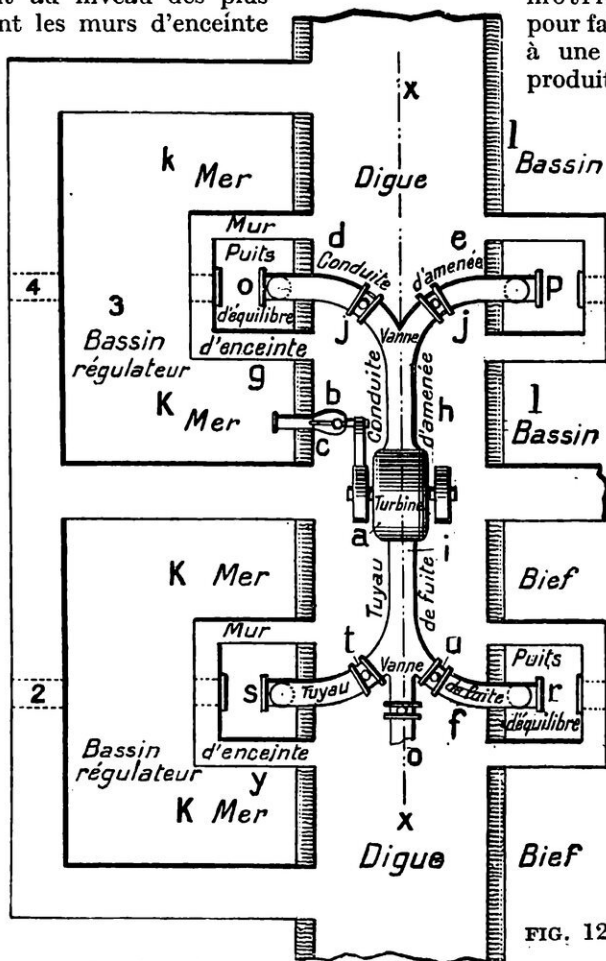 t au niveau des plus
nt les murs d'enceinte
pour fa
à une
produit
x
k Mer
Digue
l
Bassin
Mur
Puits
d
Conduite
e
d'amenée
4
3
o
p
d'équilibre
j
Vanne
j
Bassin
régulateur
d'enceinte
g
K Mer
b
c
Conduite
d'amenée
h
l
Bassin
Turbine
a
i
K Mer
Tuyau
de fuite
Bief
Mur
t
Vanne
u
Puits
2
s
Tuyau
de fuite
r
f
d'équilibre
o
Bassin
régulateur
d'enceinte
y
K Mer
x
Digue
Bief
FIG. 12